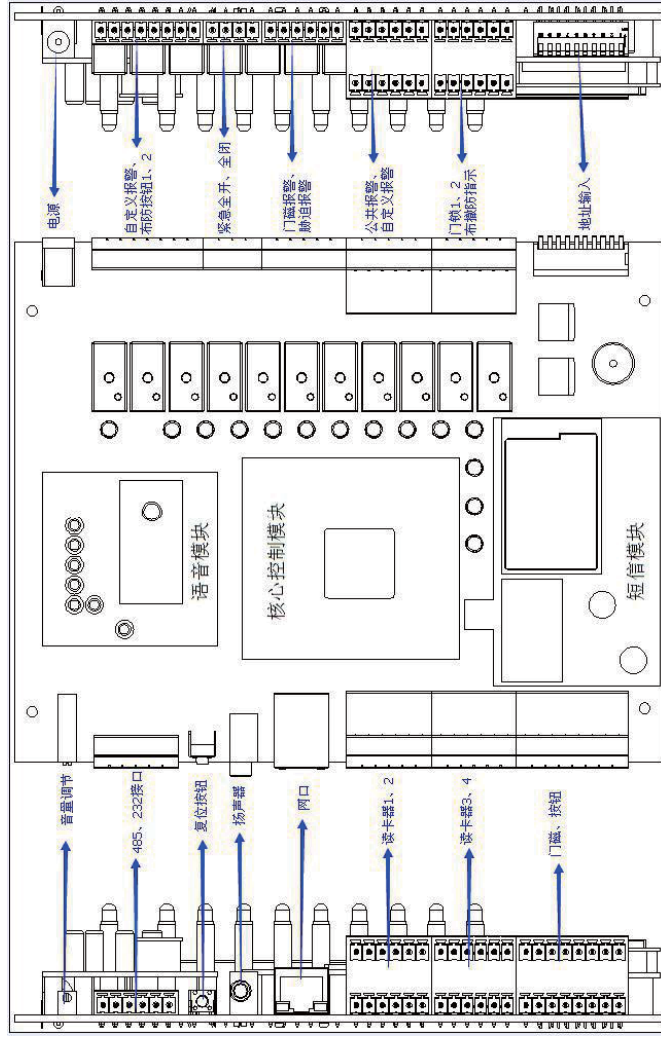 电源
自定义报警、
布防按钮1、2
紧急全开、全闭
门磁报警、
胁迫报警
公共报警、
自定义报警
门锁1、2
布撤防指示
地址输入
语音模块
核心控制模块
短信模块
音量调节
485、232接口
复位按钮
扬声器
网口
读卡器1、2
读卡器3、4
门磁、按钮